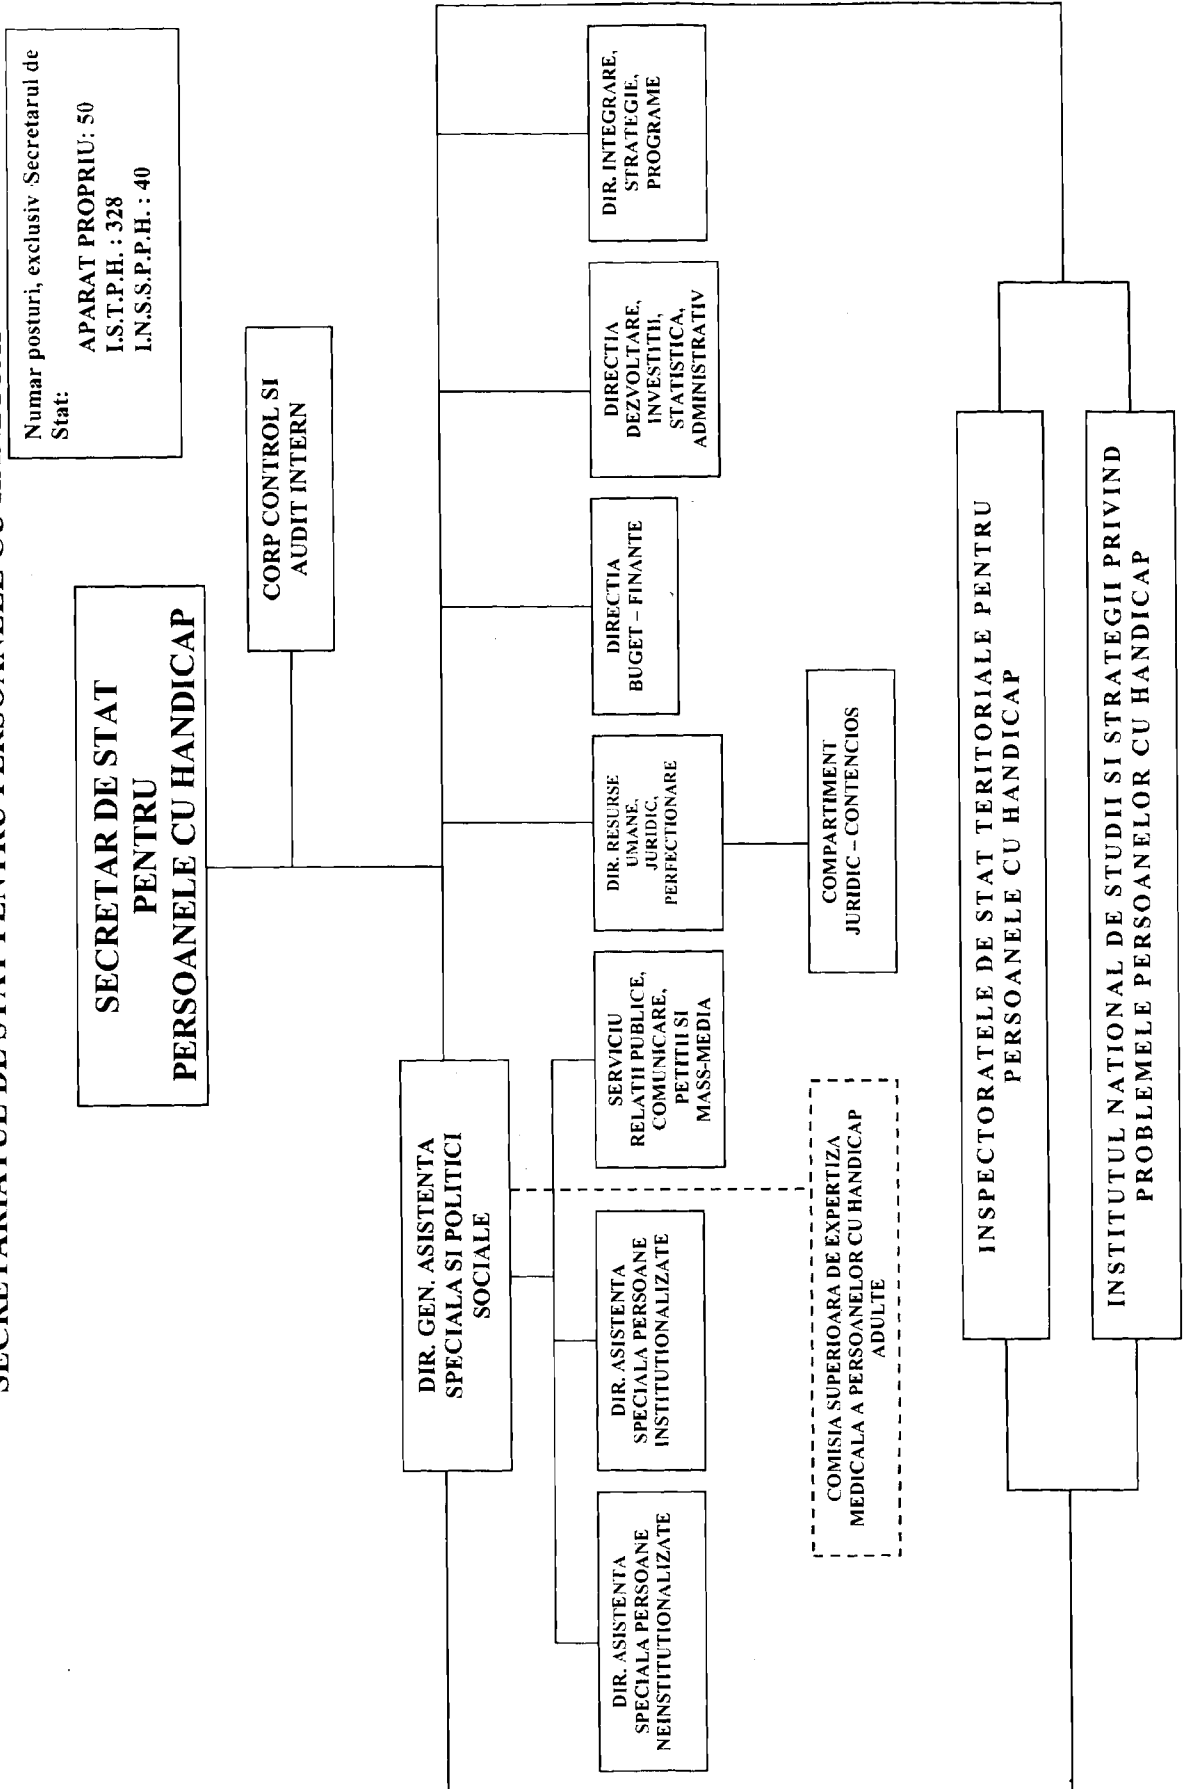 SECRETARIATUL DE STAT PENTRU PERSOANELE CU
Numar posturi, exclusiv Secretarul de
Stat:
APARAT PROPRIU: 50
I.S.T.P.H. : 328
I.N.S.S.P.P.H. : 40
SECRETAR DE STAT
PENTRU
PERSOANELE CU HANDICAP
CORP CONTROL SI
AUDIT INTERN
DIR. GEN. ASISTENTA
SPECIALA SI POLITICI
SOCIALE
DIR. ASISTENTA
SPECIALA PERSOANE
NEINSTITUTIONALIZATE
DIR. ASISTENTA
SPECIALA PERSOANE
INSTITUTIONALIZATE
SERVICIU
RELATII PUBLICE,
COMUNICARE,
PETITII SI
MASS-MEDIA
DIR. RESURSE
UMANE,
JURIDIC,
PERFECTIONARE
DIRECTIA
BUGET – FINANTE
DIRECTIA
DEZVOLTARE,
INVESTITII,
STATISTICA,
ADMINISTRATIV
DIR. INTEGRARE,
STRATEGIE,
PROGRAME
COMISIA SUPERIOARA DE EXPERTIZA
MEDICALA A PERSOANELOR CU HANDICAP
ADULTE
COMPARTIMENT
JURIDIC – CONTENCIOS
INSPECTORATELE DE STAT TERITORIALE PENTRU
PERSOANELE CU HANDICAP
INSTITUTUL NATIONAL DE STUDII SI STRATEGII PRIVIND
PROBLEMELE PERSOANELOR CU HANDICAP